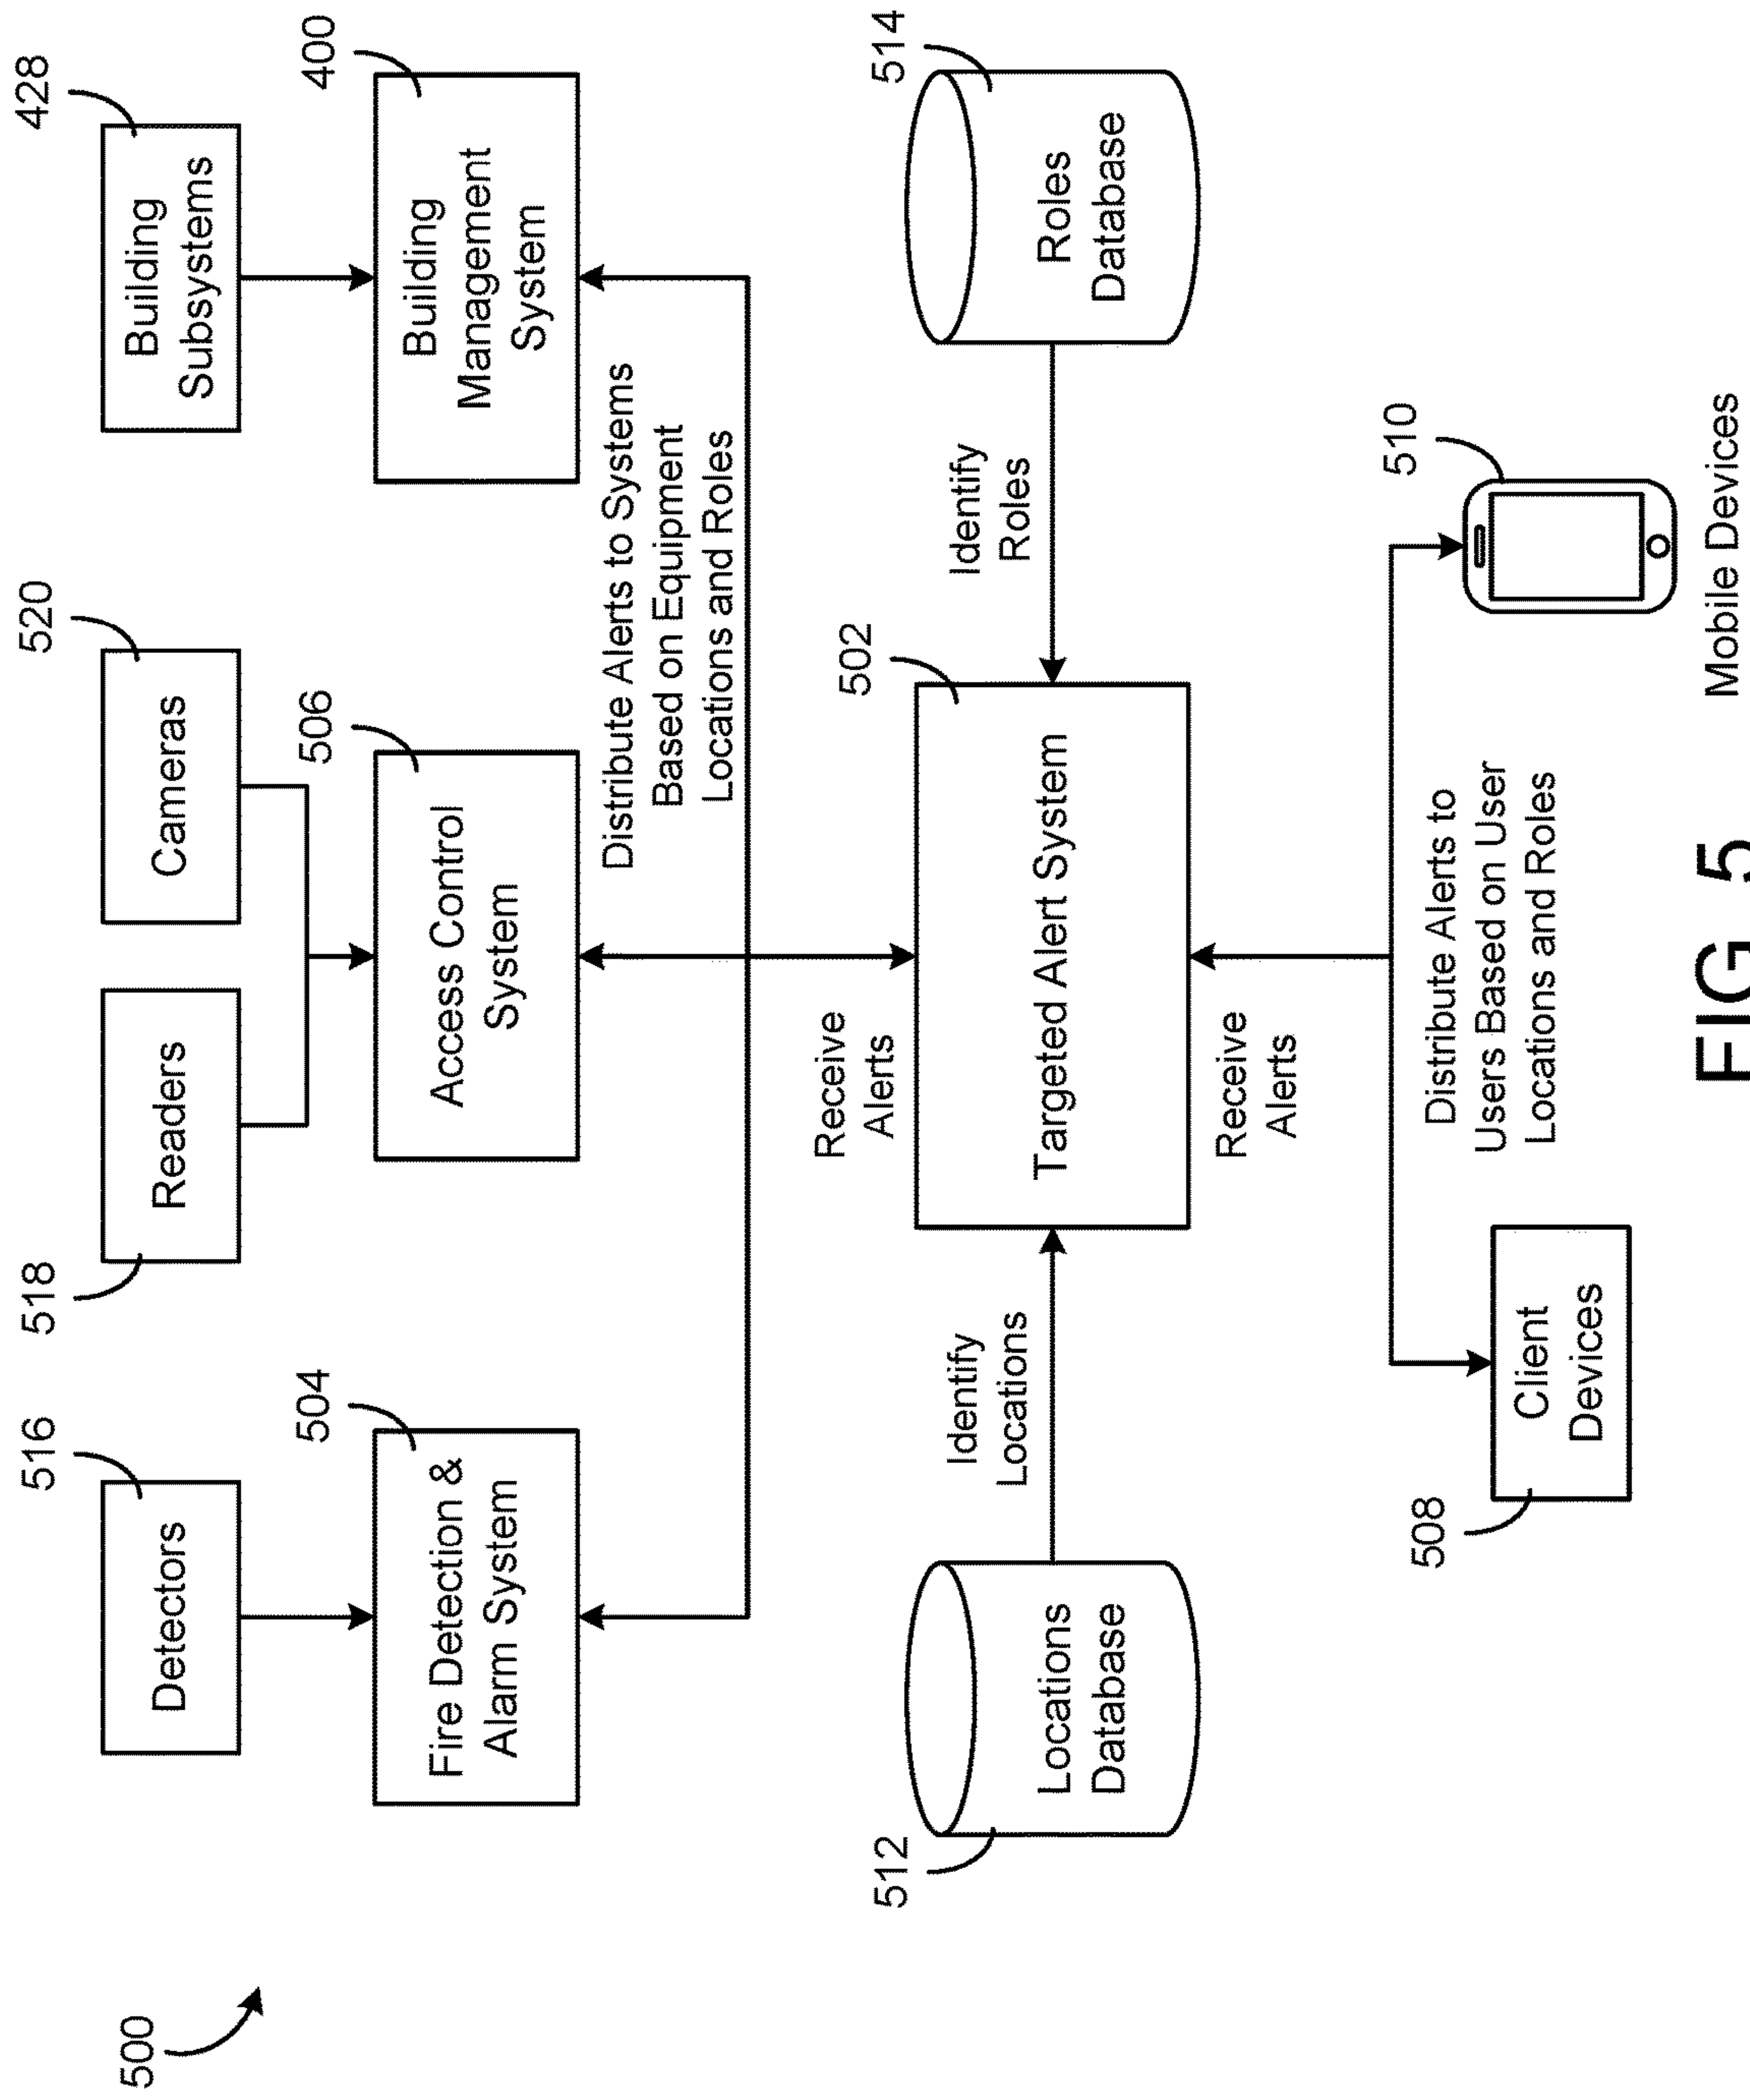 500
516
518
520
428
Detectors
Readers
Cameras
Building
Subsystems
504
506
400
Fire Detection &
Alarm System
Access Control
System
Building
Management
System
Distribute Alerts to Systems
Based on Equipment
Locations and Roles
Receive
Alerts
512
502
514
Locations
Database
Identify
Locations
Targeted Alert System
Identify
Roles
Roles
Database
Receive
Alerts
508
510
Client
Devices
Distribute Alerts to
Users Based on User
Locations and Roles
Mobile Devices
FIG 5